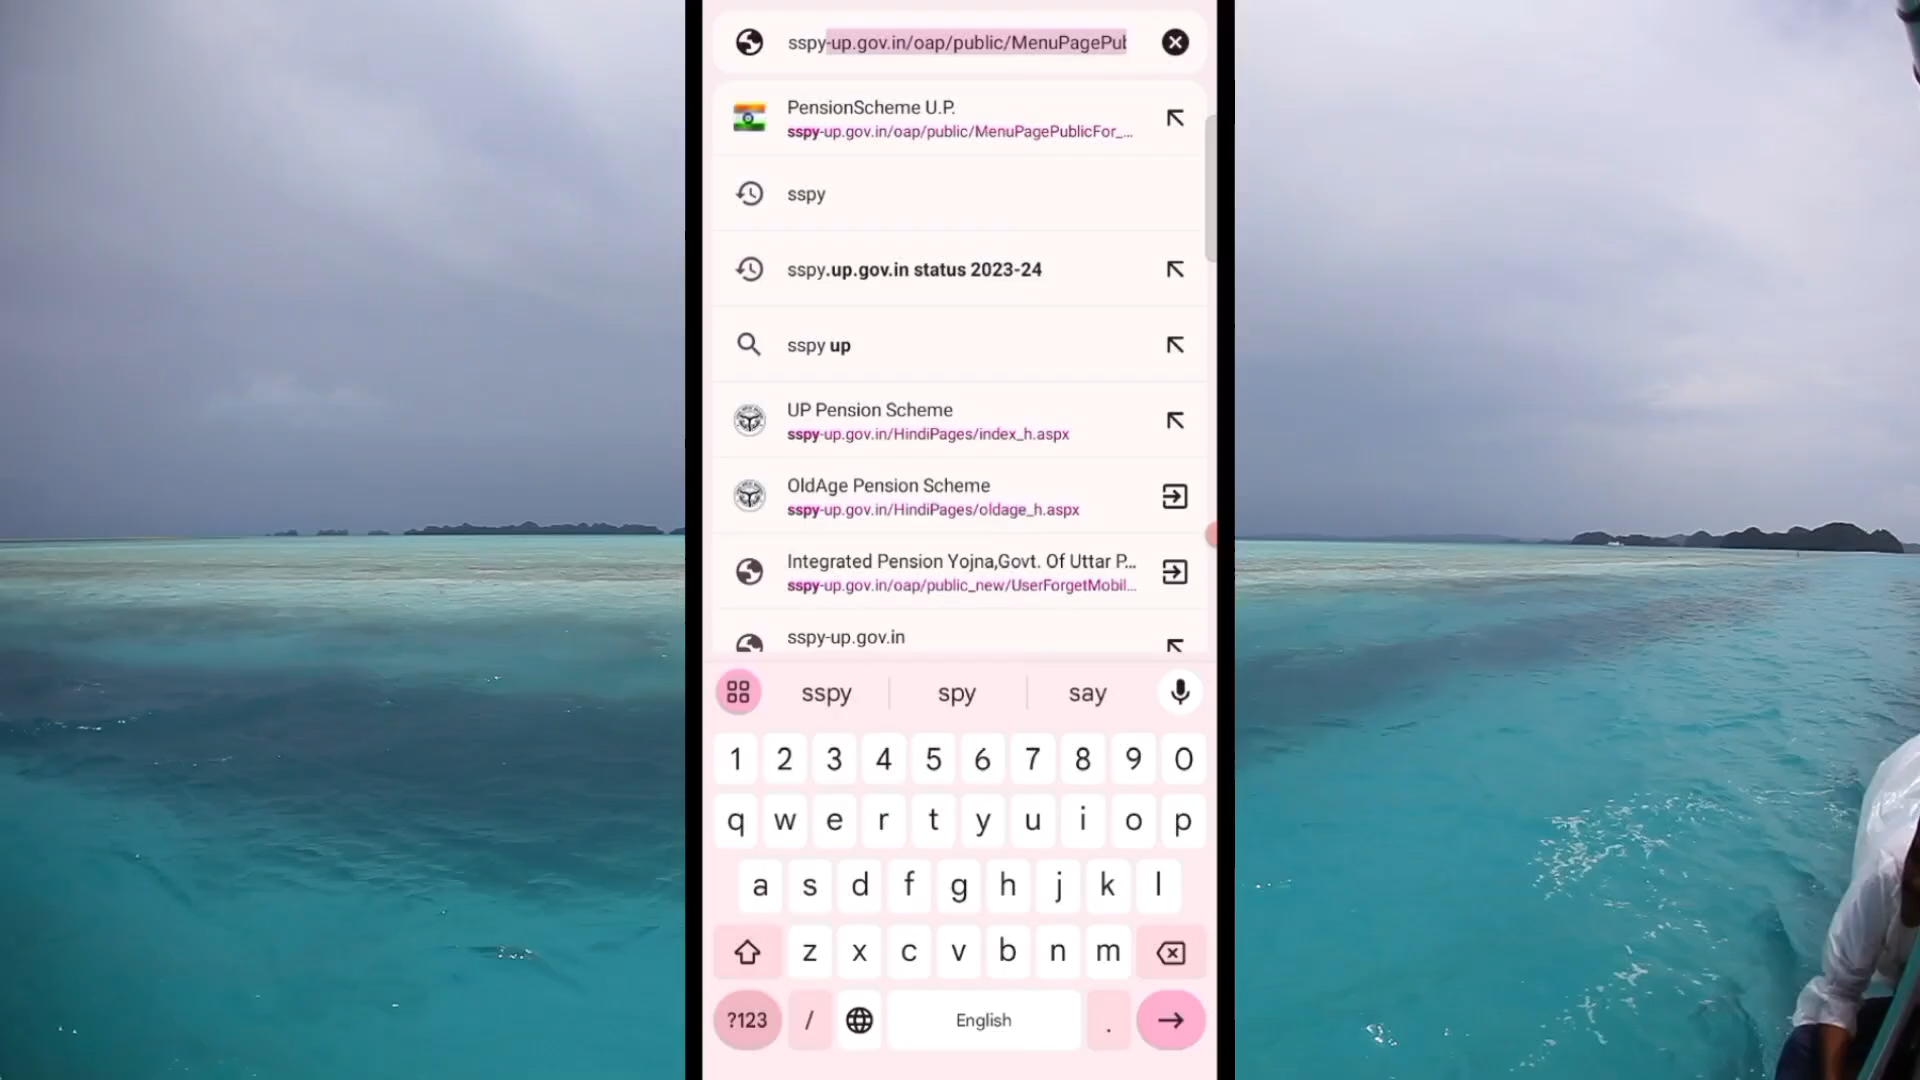 sspy-up.gov.in/oap/public/MenuPagePub
PensionScheme U.P.
sspy-up.gov.in/oap/public/MenuPagePublicFor_...
sspy
sspy.up.gov.in status 2023-24
sspy up
UP Pension Scheme
sspy-up.gov.in/HindiPages/index_h.aspx
OldAge Pension Scheme
sspy-up.gov.in/HindiPages/oldage_h.aspx
Integrated Pension Yojna,Govt. Of Uttar P...
sspy-up.gov.in/oap/public_new/UserForgetMobil...
sspy-up.gov.in
sspy spy say
1 2 3 4 5 6 7 8 9 0
q w e r t y u i o p
a s d f g h j k l
z x c v b n m
?123 / English .